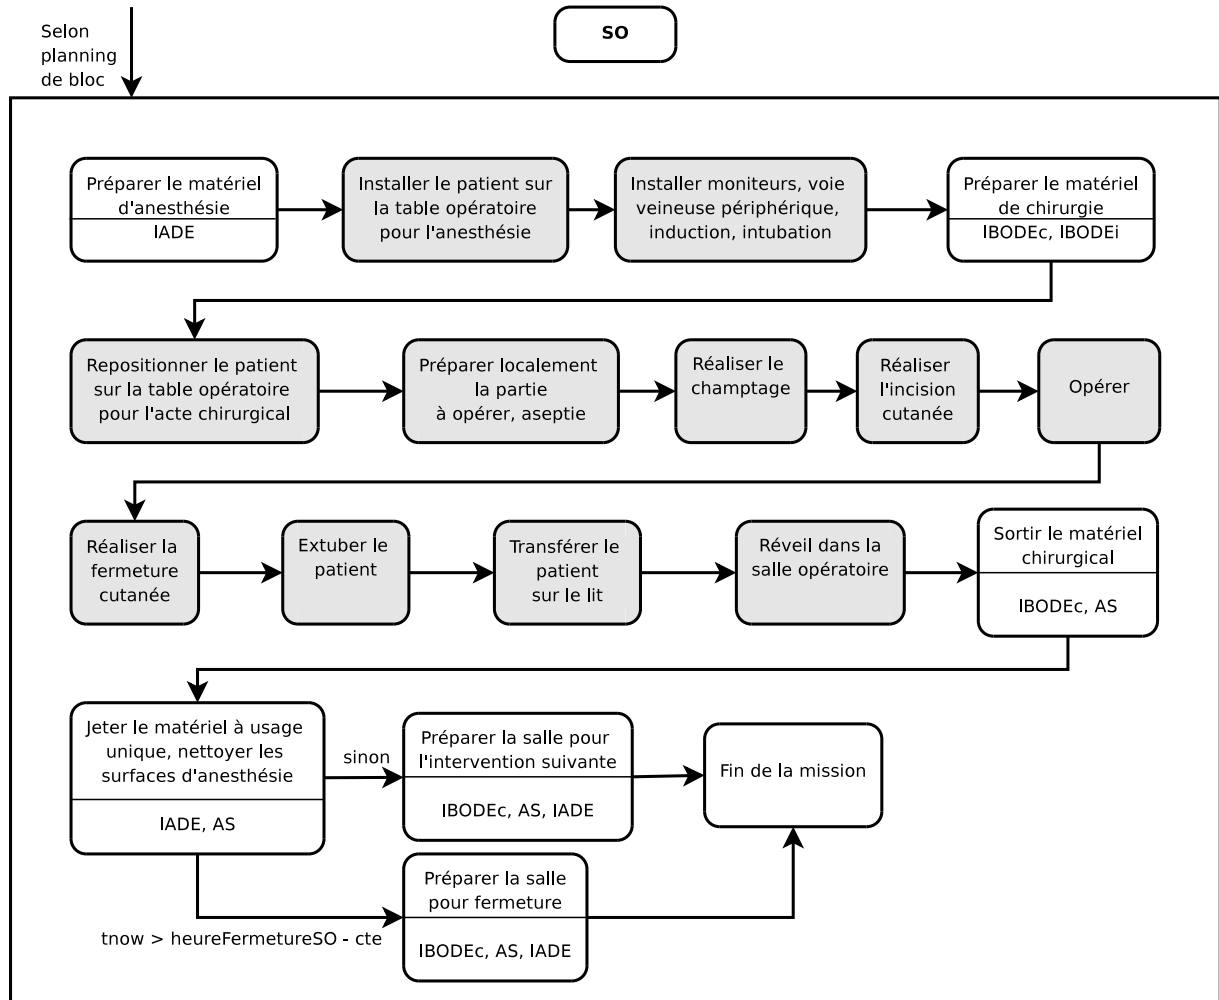 Selon
planning
de bloc
SO
Préparer le matériel
d'anesthésie
IADE
Installer le patient sur
la table opératoire
pour l'anesthésie
Installer moniteurs, voie
veineuse périphérique,
induction, intubation
Préparer le matériel
de chirurgie
IBODEc, IBODEi
Repositionner le patient
sur la table opératoire
pour l'acte chirurgical
Préparer localement
la partie
à opérer, aseptie
Réaliser le
champtage
Réaliser
l'incision
cutanée
Opérer
Réaliser la
fermeture
cutanée
Extuber le
patient
Transférer le
patient
sur le lit
Réveil dans la
salle opératoire
Sortir le matériel
chirurgical
IBODEc, AS
Jeter le matériel à usage
unique, nettoyer les
surfaces d'anesthésie
IADE, AS
sinon
Préparer la salle pour
l'intervention suivante
IBODEc, AS, IADE
Fin de la mission
tnow > heureFermetureSO - cte
Préparer la salle
pour fermeture
IBODEc, AS, IADE